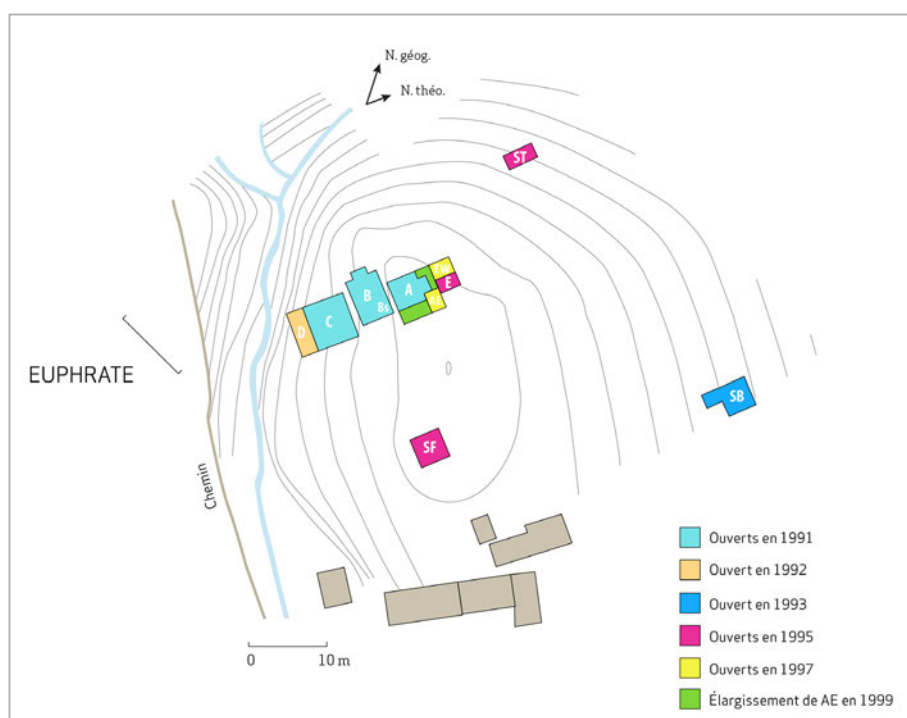 N. géog.
N. théo.
ST
EW
E
A
AE
B
Bs
C
D
EUPHRATE
SB
SF
Chemin
0 10 m
Ouverts en 1991
Ouvert en 1992
Ouvert en 1993
Ouverts en 1995
Ouverts en 1997
Élargissement de AE en 1999